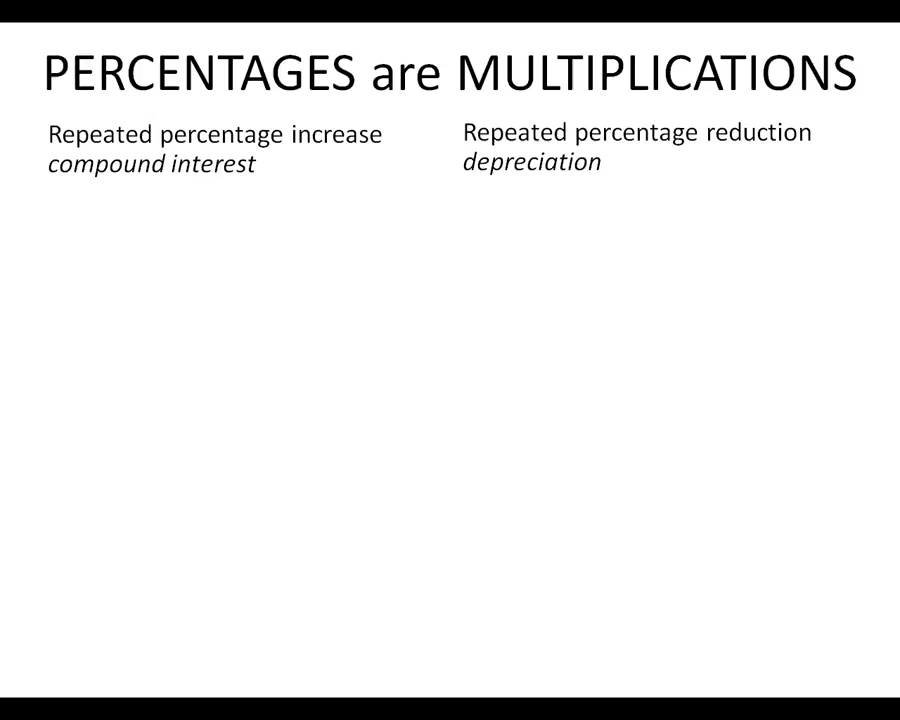 PERCENTAGES are MULTIPLICATIONS
Repeated percentage increase
compound interest
Repeated percentage reduction
depreciation